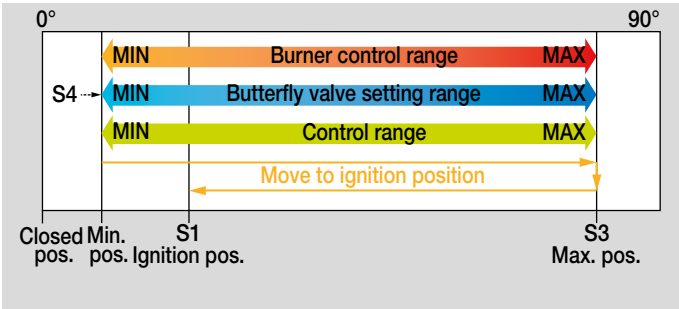 0° 90°
MIN Burner control range MAX
S4 MIN Butterfly valve setting range MAX
MIN Control range MAX
Move to ignition position
Closed pos.
Min. pos.
S1
Ignition pos.
S3
Max. pos.